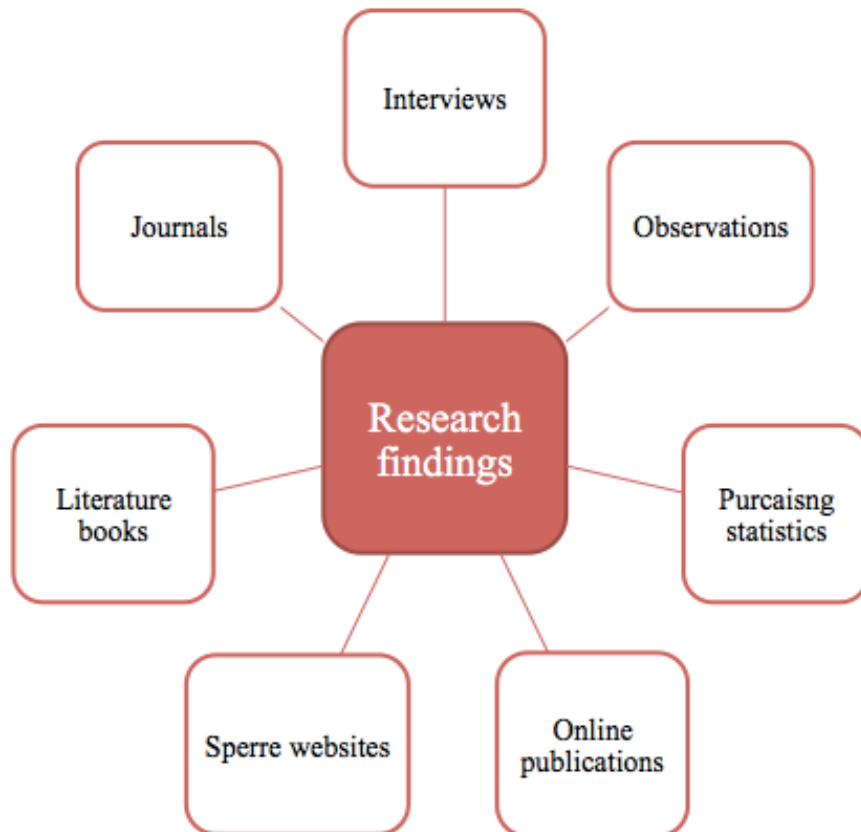 Interviews
Journals
Observations
Research
findings
Literature
books
Purcaisng
statistics
Sperre websites
Online
publications